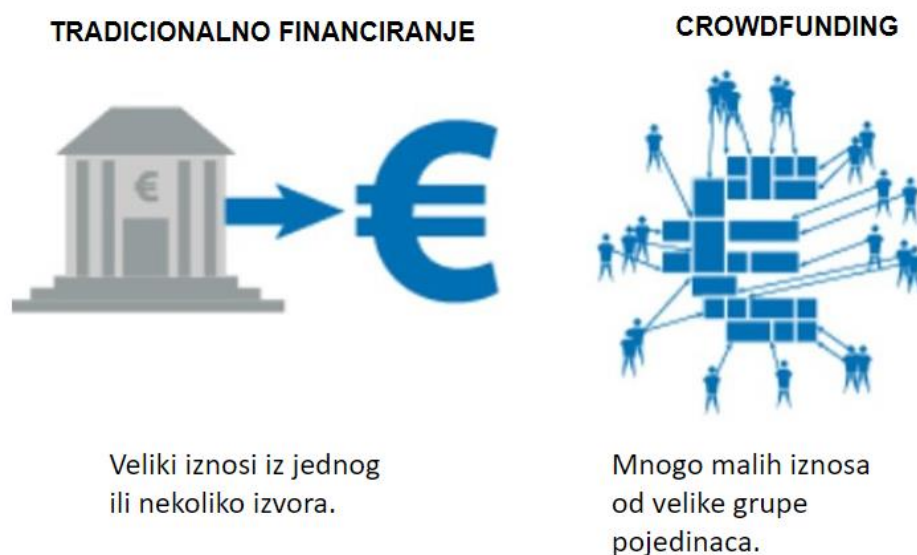 TRADICIONALNO FINANCIRANJE
CROWDFUNDING
€
Veliki iznosi iz jednog
ili nekoliko izvora.
Mnogo malih iznosa
od velike grupe
pojedinaca.